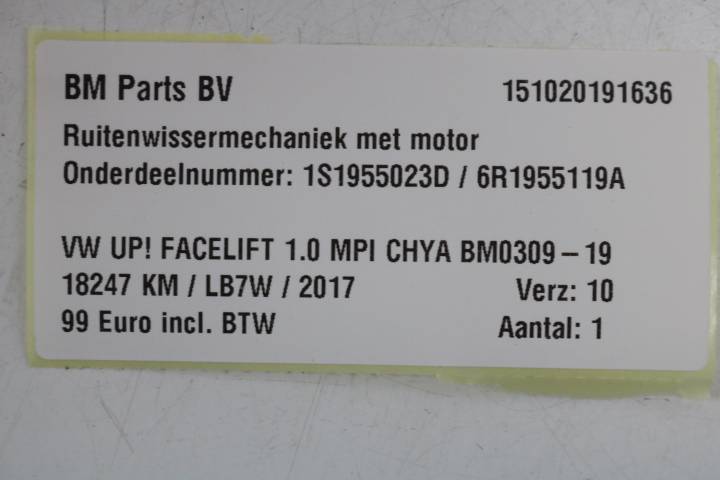 BM Parts BV 151020191636
Ruitenwissermechaniek met motor
Onderdeelnummer: 1S1955023D / 6R1955119A
VW UP! FACELIFT 1.0 MPI CHYA BM0309-19
18247 KM / LB7W / 2017 Verz: 10
99 Euro incl. BTW Aantal: 1